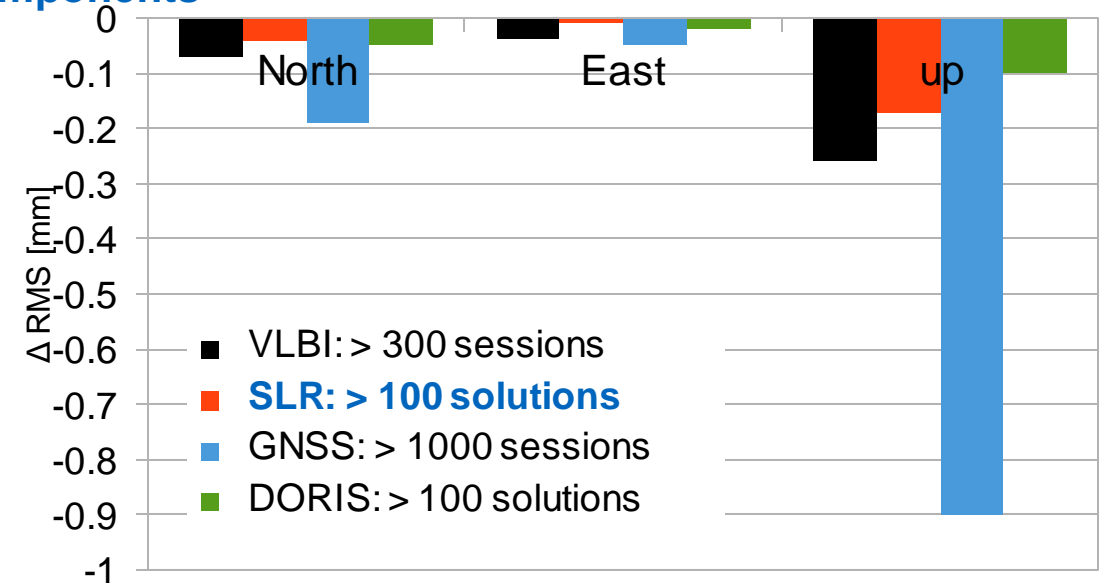 0
-0.1
-0.2
-0.3
-0.4
-0.5
-0.6
-0.7
-0.8
-0.9
-1
Δ RMS [mm]
North East up
VLBI: > 300 sessions
SLR: > 100 solutions
GNSS: > 1000 sessions
DORIS: > 100 solutions